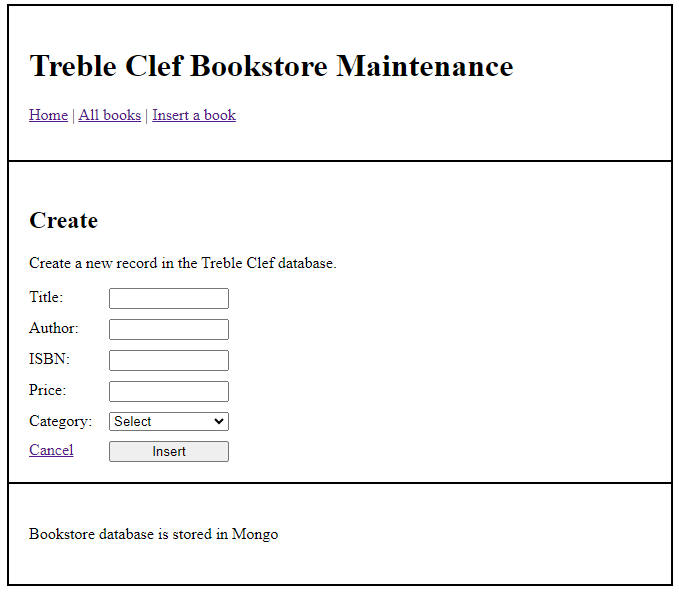 Treble Clef Bookstore Maintenance
Home | All books | Insert a book
Create
Create a new record in the Treble Clef database.
Title:
Author:
ISBN:
Price:
Category: Select
Cancel Insert
Bookstore database is stored in Mongo